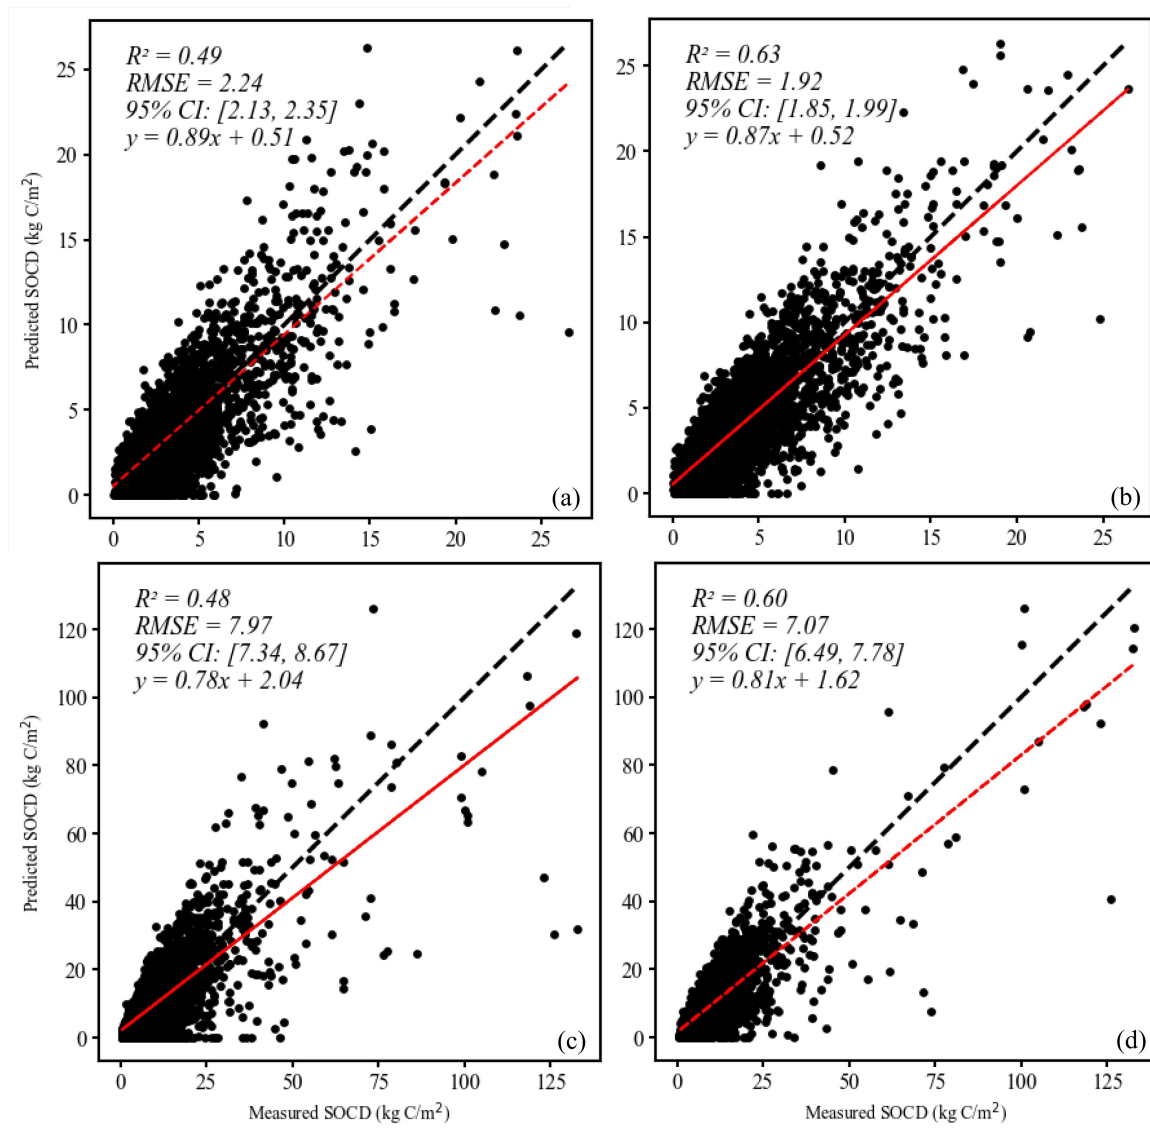 R² = 0.49
RMSE = 2.24
95% CI: [2.13, 2.35]
y = 0.89x + 0.51
Predicted SOCD (kg C/m²)
25
20
15
10
5
0
0 5 10 15 20 25
(a)
R² = 0.63
RMSE = 1.92
95% CI: [1.85, 1.99]
y = 0.87x + 0.52
25
20
15
10
5
0
0 5 10 15 20 25
(b)
R² = 0.48
RMSE = 7.97
95% CI: [7.34, 8.67]
y = 0.78x + 2.04
Predicted SOCD (kg C/m²)
120
100
80
60
40
20
0
0 25 50 75 100 125
Measured SOCD (kg C/m²)
(c)
R² = 0.60
RMSE = 7.07
95% CI: [6.49, 7.78]
y = 0.81x + 1.62
120
100
80
60
40
20
0
0 25 50 75 100 125
Measured SOCD (kg C/m²)
(d)